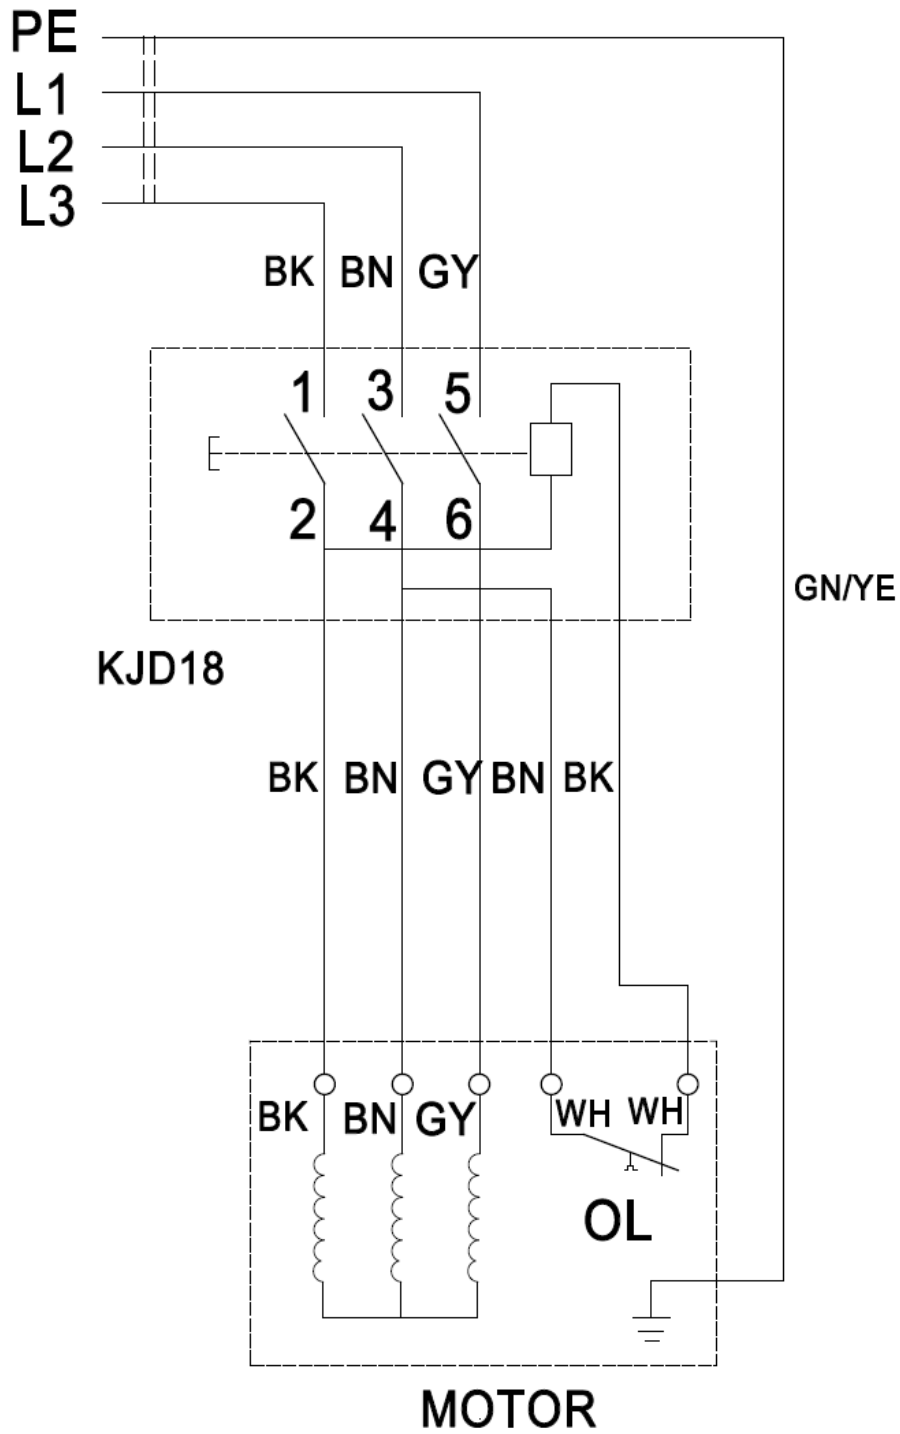 PE
L1
L2
L3
BK BN GY
1 3 5
2 4 6
GN/YE
KJD18
BK BN GY BN BK
BK BN GY WH WH
OL
MOTOR